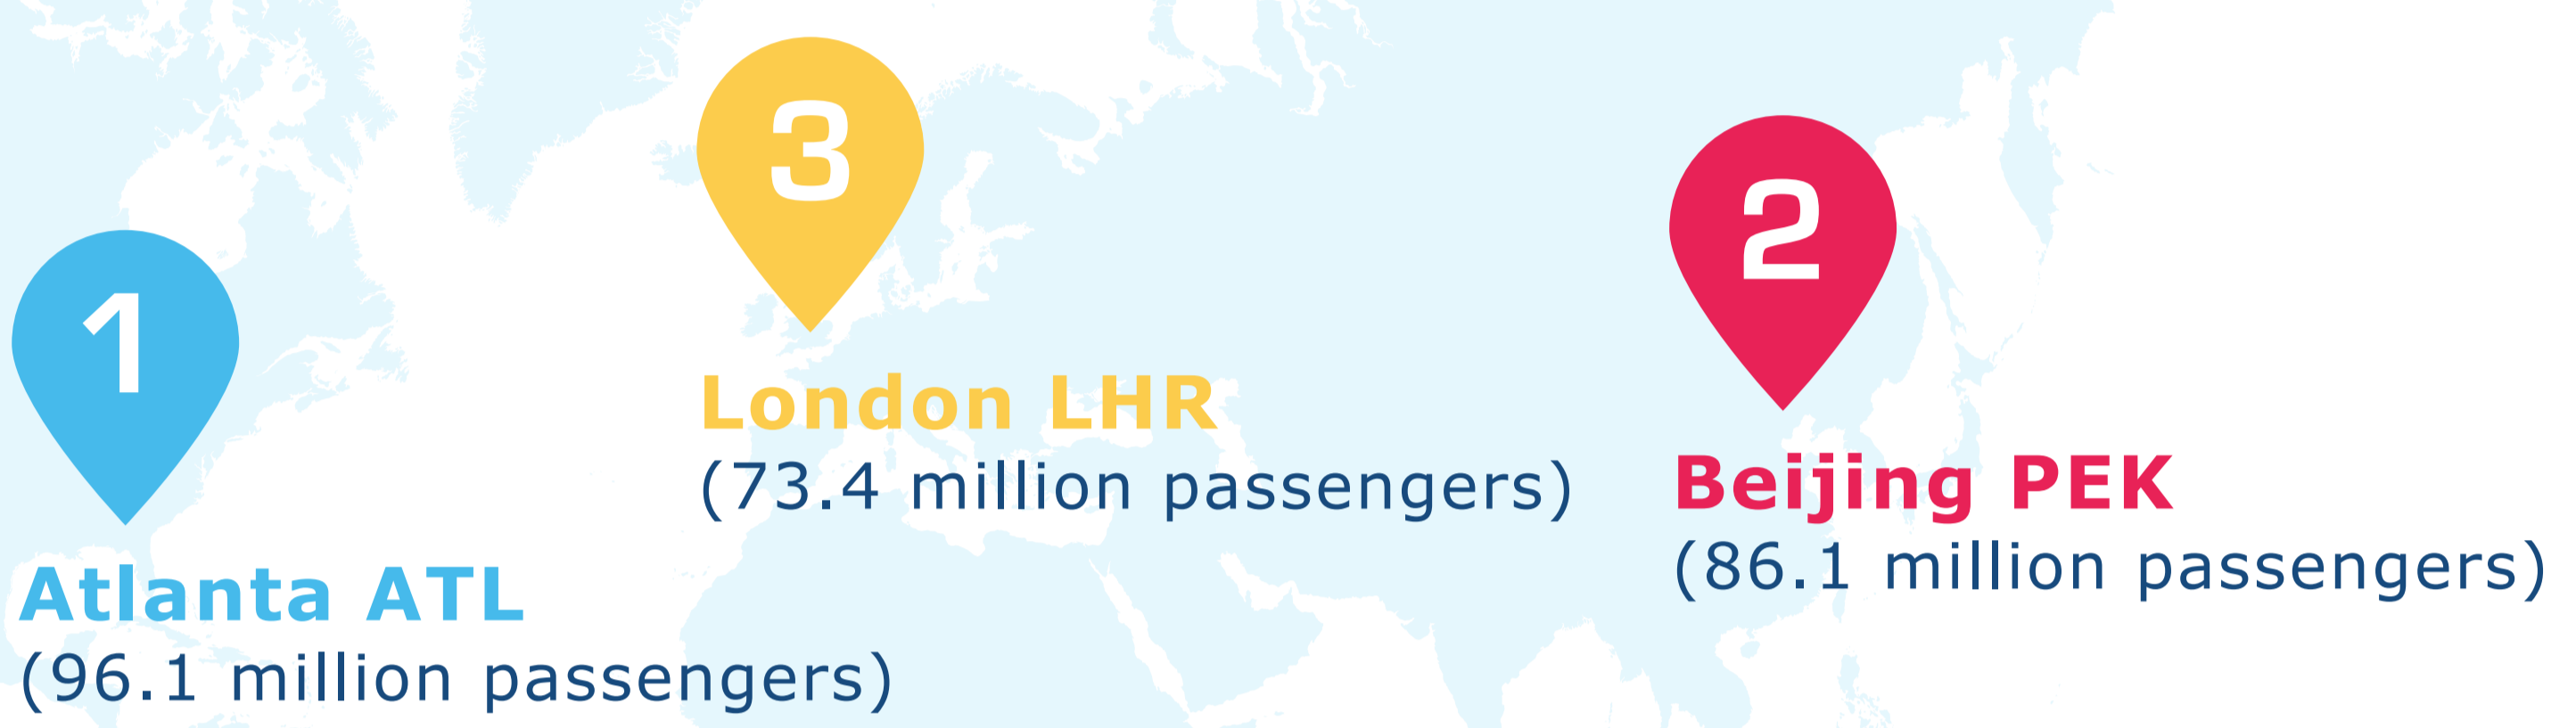 1
Atlanta ATL
(96.1 million passengers)
3
London LHR
(73.4 million passengers)
2
Beijing PEK
(86.1 million passengers)